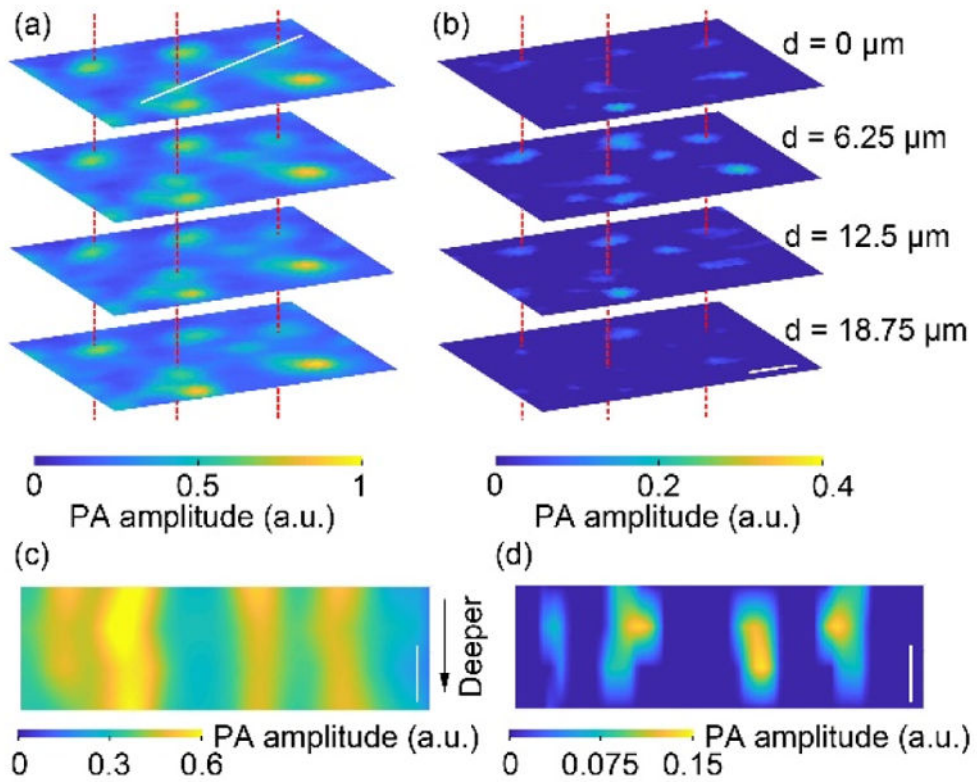 (a) (b)
d = 0 μm
d = 6.25 μm
d = 12.5 μm
d = 18.75 μm
0 0.5 1 0 0.2 0.4
PA amplitude (a.u.) PA amplitude (a.u.)
(c) (d)
Deeper
0 0.3 0.6 PA amplitude (a.u.) 0 0.075 0.15 PA amplitude (a.u.)